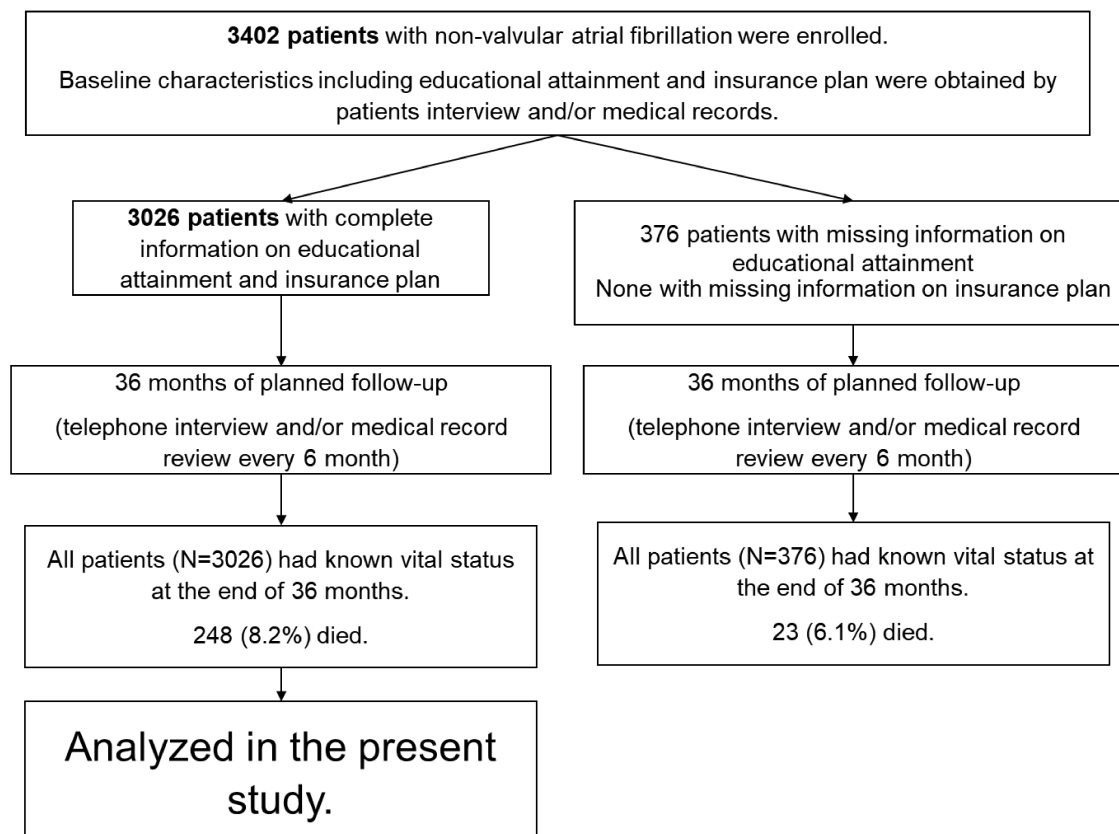 3402 patients with non-valvular atrial fibrillation were enrolled.
Baseline characteristics including educational attainment and insurance plan were obtained by
patients interview and/or medical records.
3026 patients with complete
information on educational
attainment and insurance plan
376 patients with missing information on
educational attainment
None with missing information on insurance plan
36 months of planned follow-up
(telephone interview and/or medical record
review every 6 month)
36 months of planned follow-up
(telephone interview and/or medical record
review every 6 month)
All patients (N=3026) had known vital status
at the end of 36 months.
248 (8.2%) died.
All patients (N=376) had known vital status at
the end of 36 months.
23 (6.1%) died.
Analyzed in the present
study.